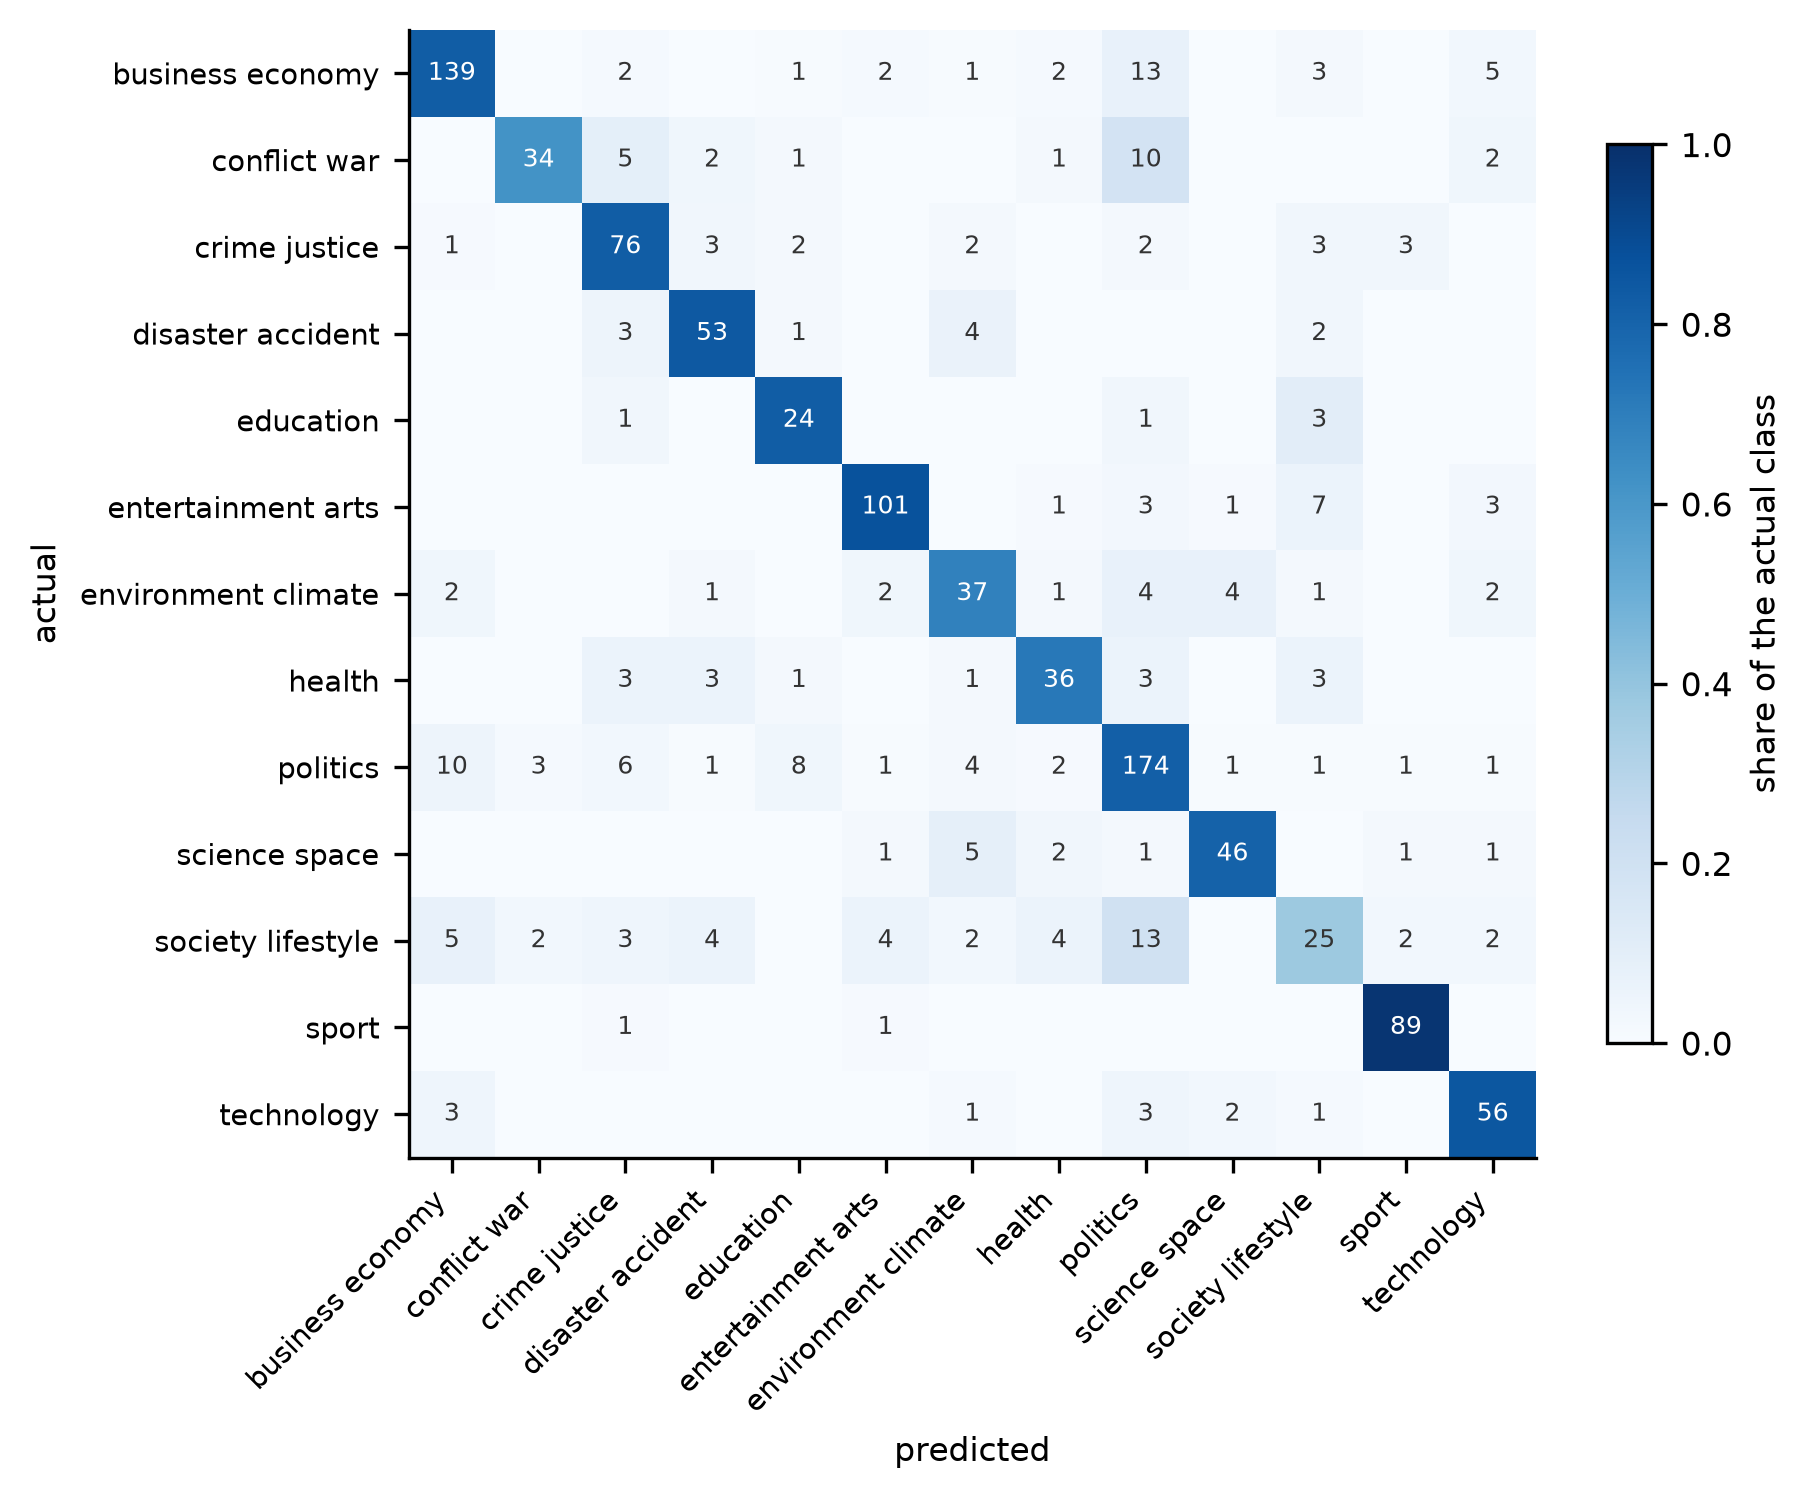 business economy 139 2 1 2 1 2 13 3 5
conflict war 34 5 2 1 1 10 2
crime justice 1 76 3 2 2 2 3 3
disaster accident 3 53 1 4 2
education 1 24 1 3
entertainment arts 101 1 3 1 7 3
environment climate 2 1 2 37 1 4 4 1 2
health 3 3 1 1 36 3 3
politics 10 3 6 1 8 1 4 2 174 1 1 1 1
science space 1 5 2 1 46 1 1
society lifestyle 5 2 3 4 4 2 4 13 25 2 2
sport 1 1 89
technology 3 1 3 2 1 56
actual
business economy
conflict war
crime justice
disaster accident
education
entertainment arts
environment climate
health
politics
science space
society lifestyle
sport
technology
predicted
1.0
0.8
0.6
0.4
0.2
0.0
share of the actual class